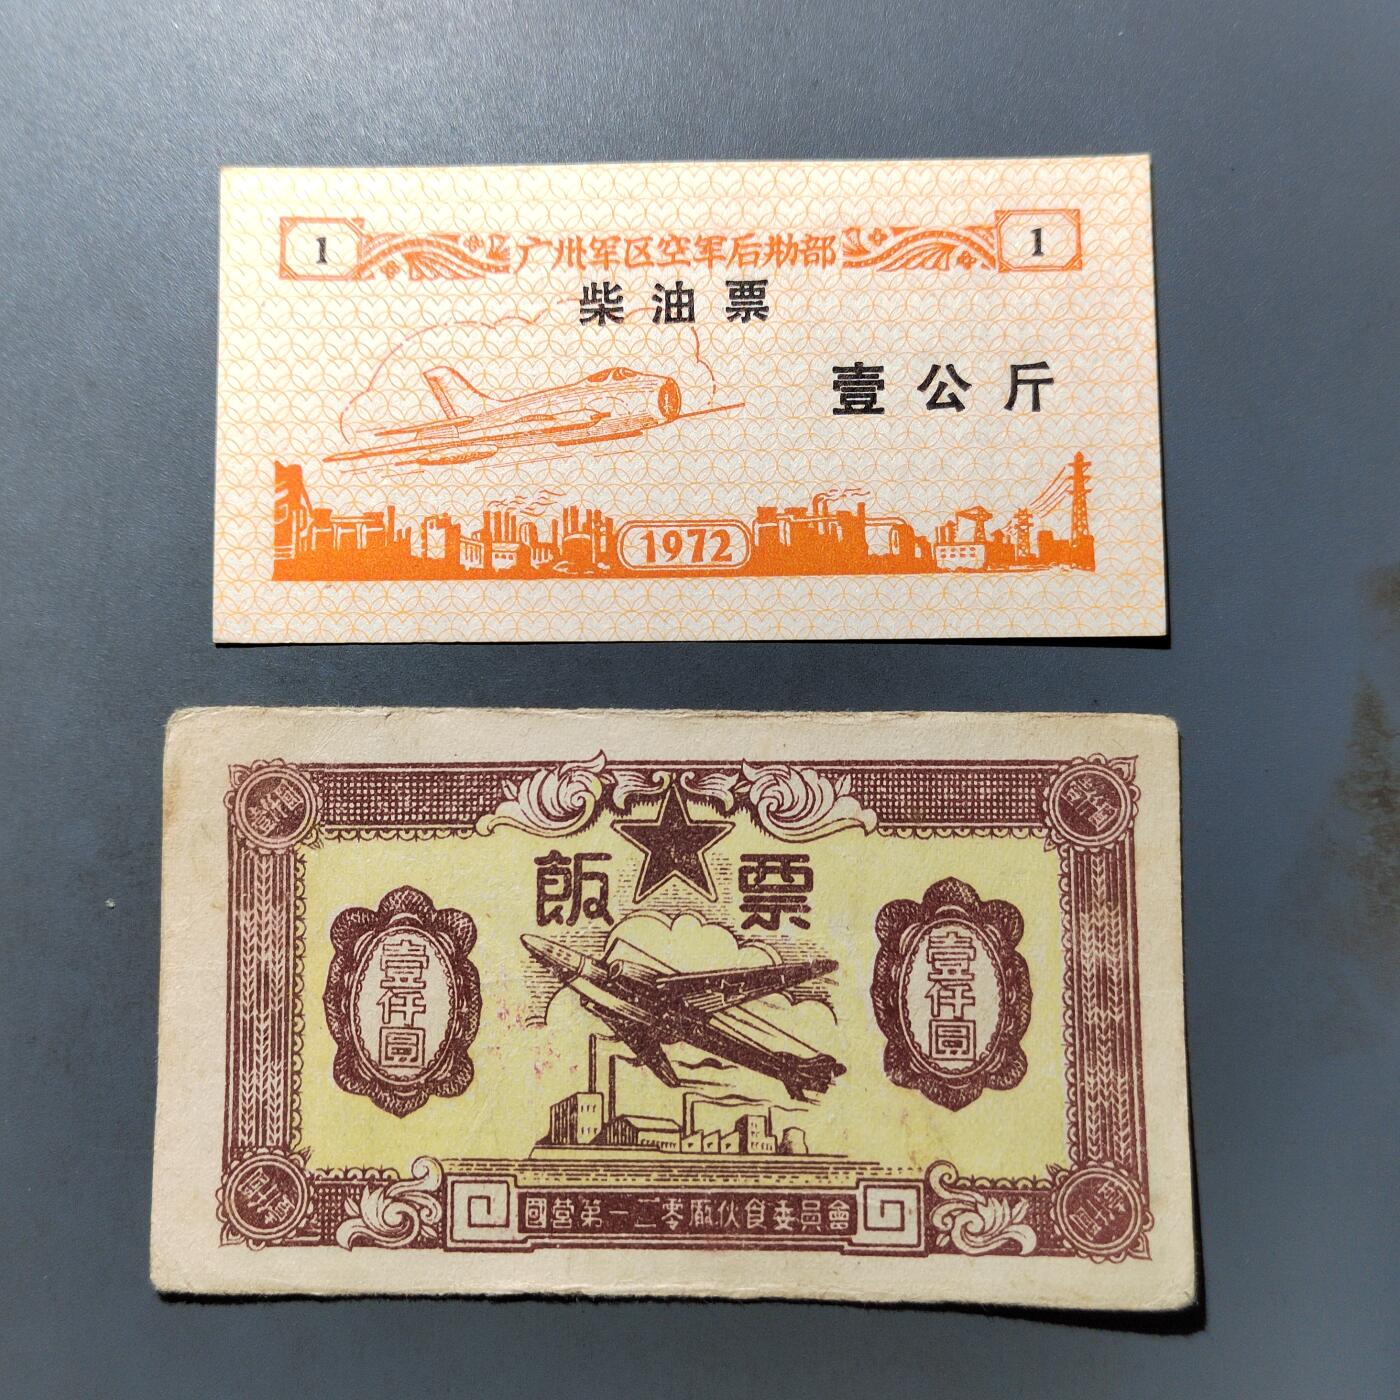 1
广州军区空军后勤部
1
柴油票
壹公斤
1972
飯票
壹仟圓
壹仟圓
國營第一二零廠伙食委員會